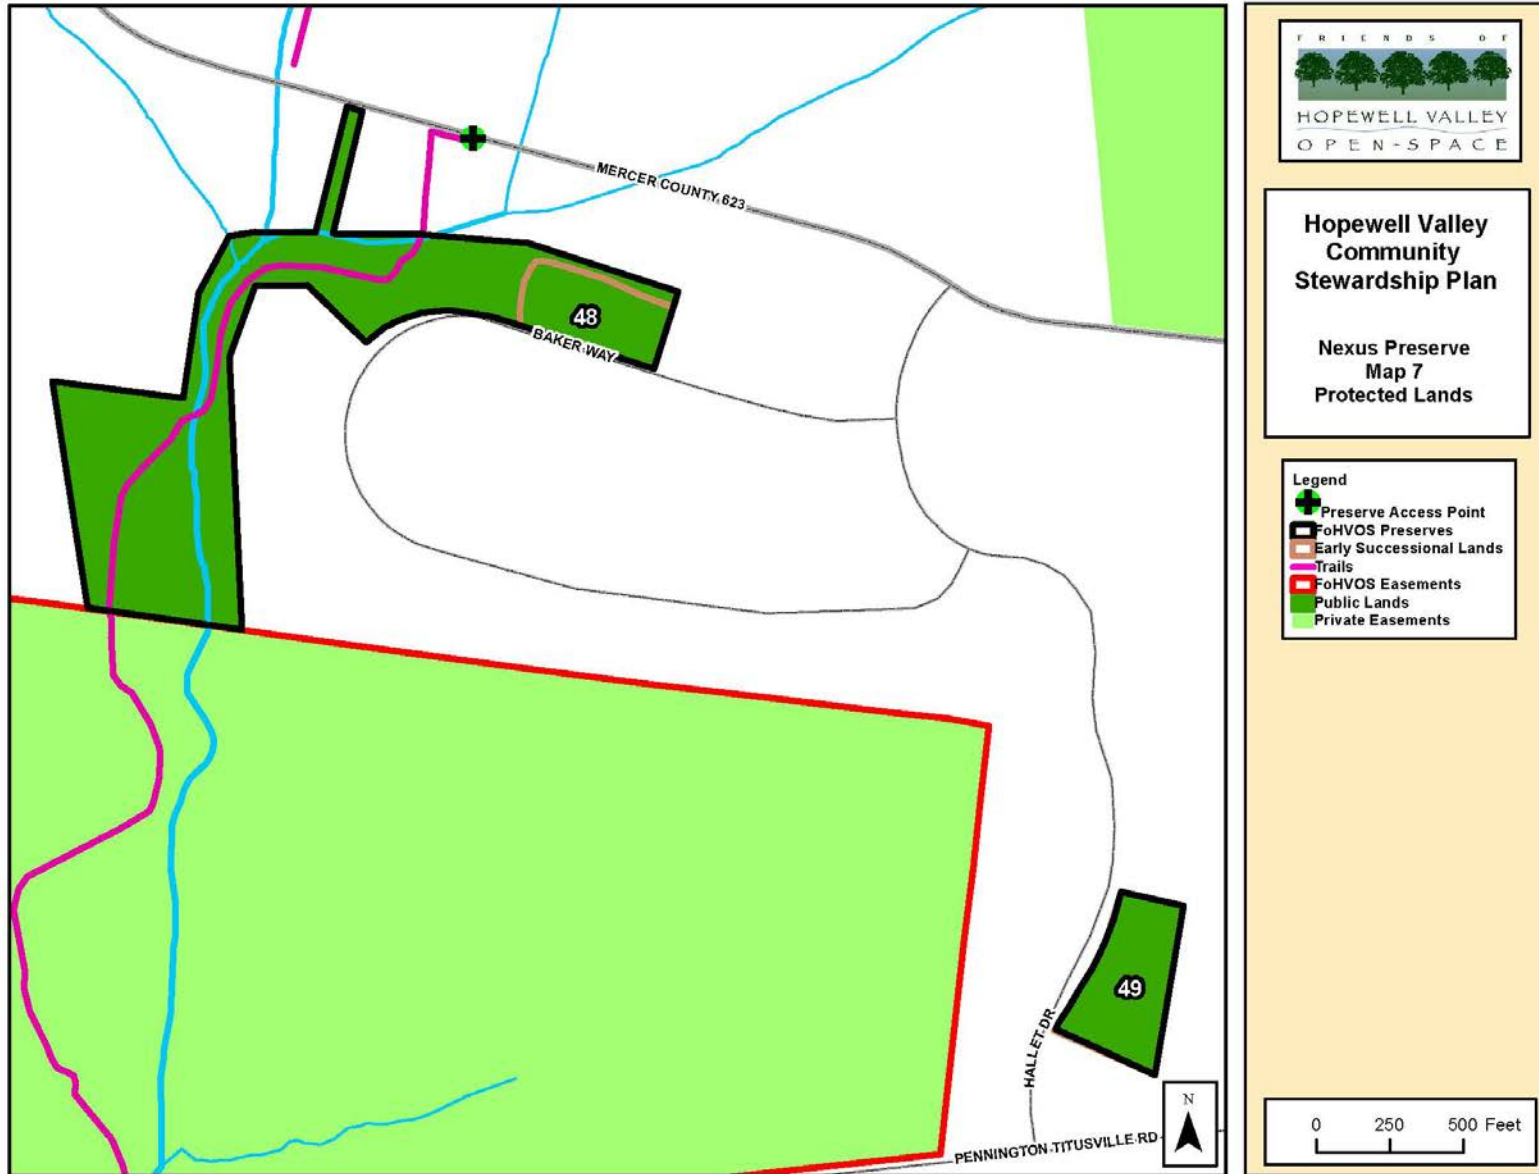 MERCER COUNTY 623
48
BAKER WAY
49
HALLET DR
PENNINGTON TITUSVILLE RD
N
FRIENDS OF
HOPEWELL VALLEY
OPEN-SPACE
Hopewell Valley
Community
Stewardship Plan
Nexus Preserve
Map 7
Protected Lands
Legend
Preserve Access Point
FoHVOS Preserves
Early Successional Lands
Trails
FoHVOS Easements
Public Lands
Private Easements
0 250 500 Feet